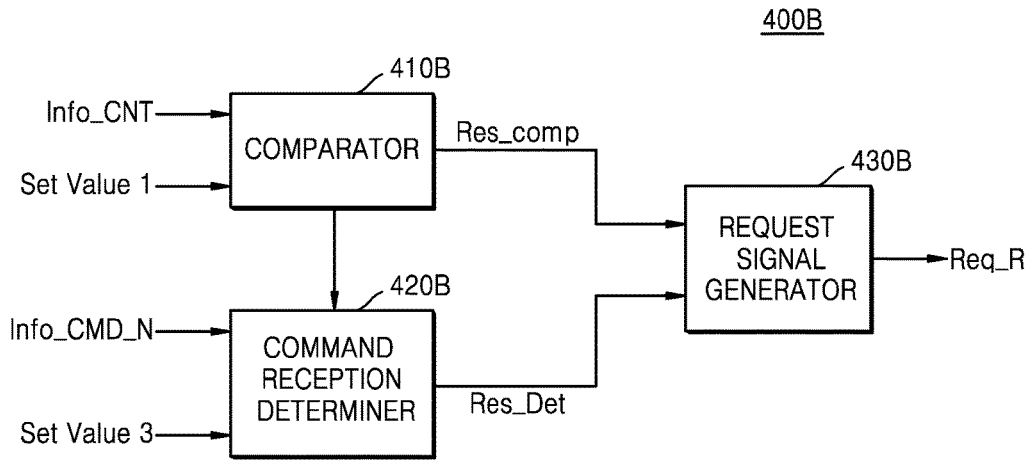 400B
410B
Info_CNT
COMPARATOR
Res_comp
Set Value 1
430B
REQUEST
SIGNAL
GENERATOR
Req_R
420B
Info_CMD_N
COMMAND
RECEPTION
DETERMINER
Res_Det
Set Value 3